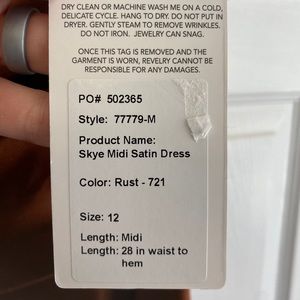 DRY CLEAN OR MACHINE WASH ME ON A COLD,
DELICATE CYCLE. HANG TO DRY. DO NOT PUT IN
DRYER. GENTLY STEAM TO REMOVE WRINKLES.
DO NOT IRON. JEWELRY CAN SNAG.
ONCE THIS TAG IS REMOVED AND THE
GARMENT IS WORN, REVELRY CANNOT BE
RESPONSIBLE FOR ANY DAMAGES.
PO# 502365
Style: 77779-M
Product Name:
Skye Midi Satin Dress
Color: Rust - 721
Size: 12
Length: Midi
Length: 28 in waist to
hem